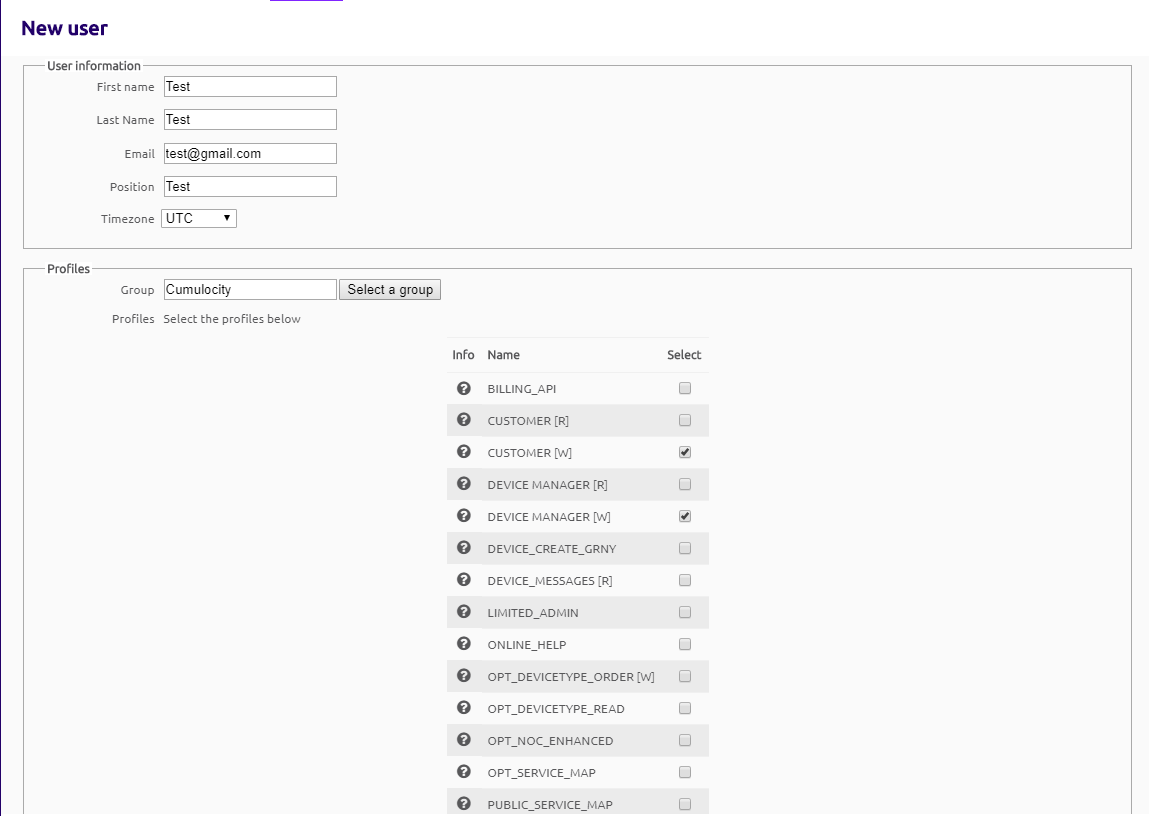 New user
User information
First name Test
Last Name Test
Email test@gmail.com
Position Test
Timezone UTC
Profiles
Group Cumulocity Select a group
Profiles Select the profiles below
Info Name Select
BILLING_API
CUSTOMER [R]
CUSTOMER [W]
DEVICE MANAGER [R]
DEVICE MANAGER [W]
DEVICE_CREATE_GRNY
DEVICE_MESSAGES [R]
LIMITED_ADMIN
ONLINE_HELP
OPT_DEVICETYPE_ORDER [W]
OPT_DEVICETYPE_READ
OPT_NOC_ENHANCED
OPT_SERVICE_MAP
PUBLIC_SERVICE_MAP